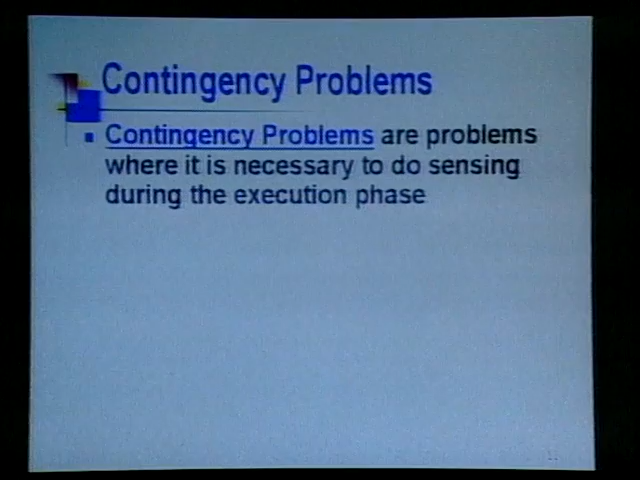 Contingency Problems
Contingency Problems are problems
where it is necessary to do sensing
during the execution phase